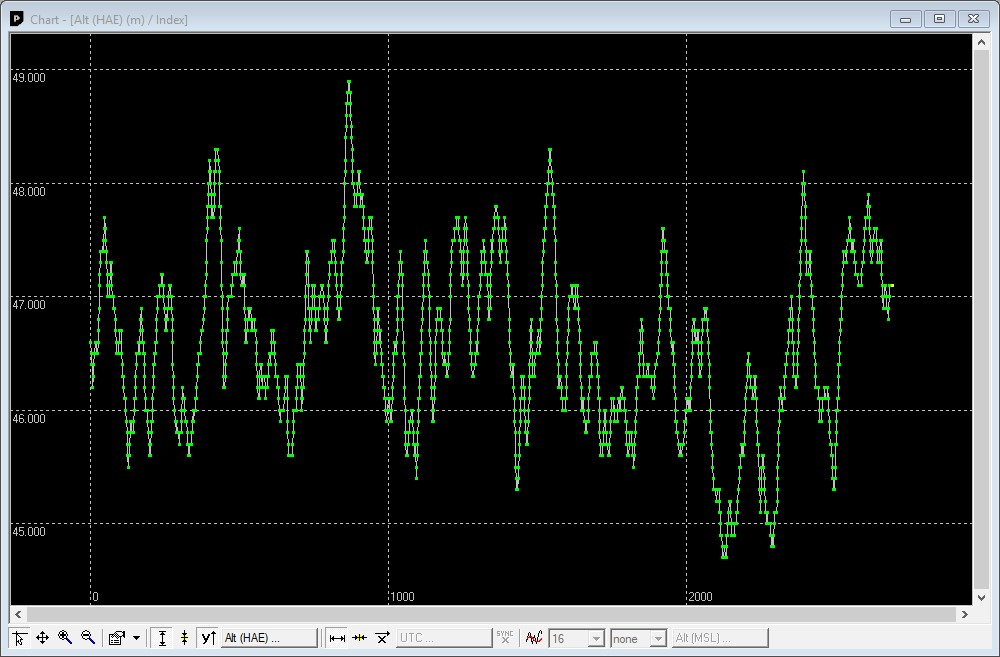 P Chart - [Alt (HAE) (m) / Index]
49.000
48.000
47.000
46.000
45.000
0 1000 2000
Alt (HAE) ... UTC ... SYNC 16 none Alt (MSL) ...